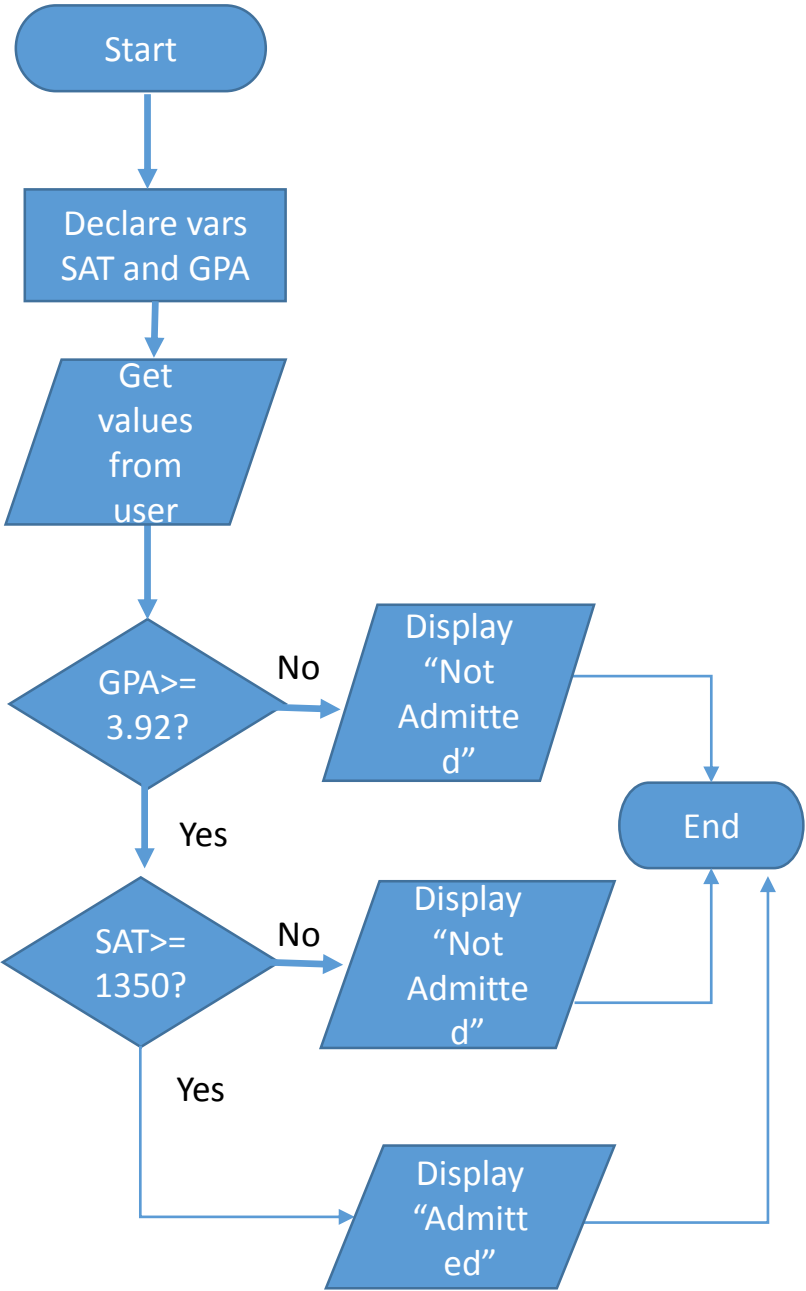 Start
Declare vars
SAT and GPA
Get
values
from
user
GPA>=
3.92?
No
Display
“Not
Admitte
d”
Yes
End
SAT>=
1350?
No
Display
“Not
Admitte
d”
Yes
Display
“Admitt
ed”